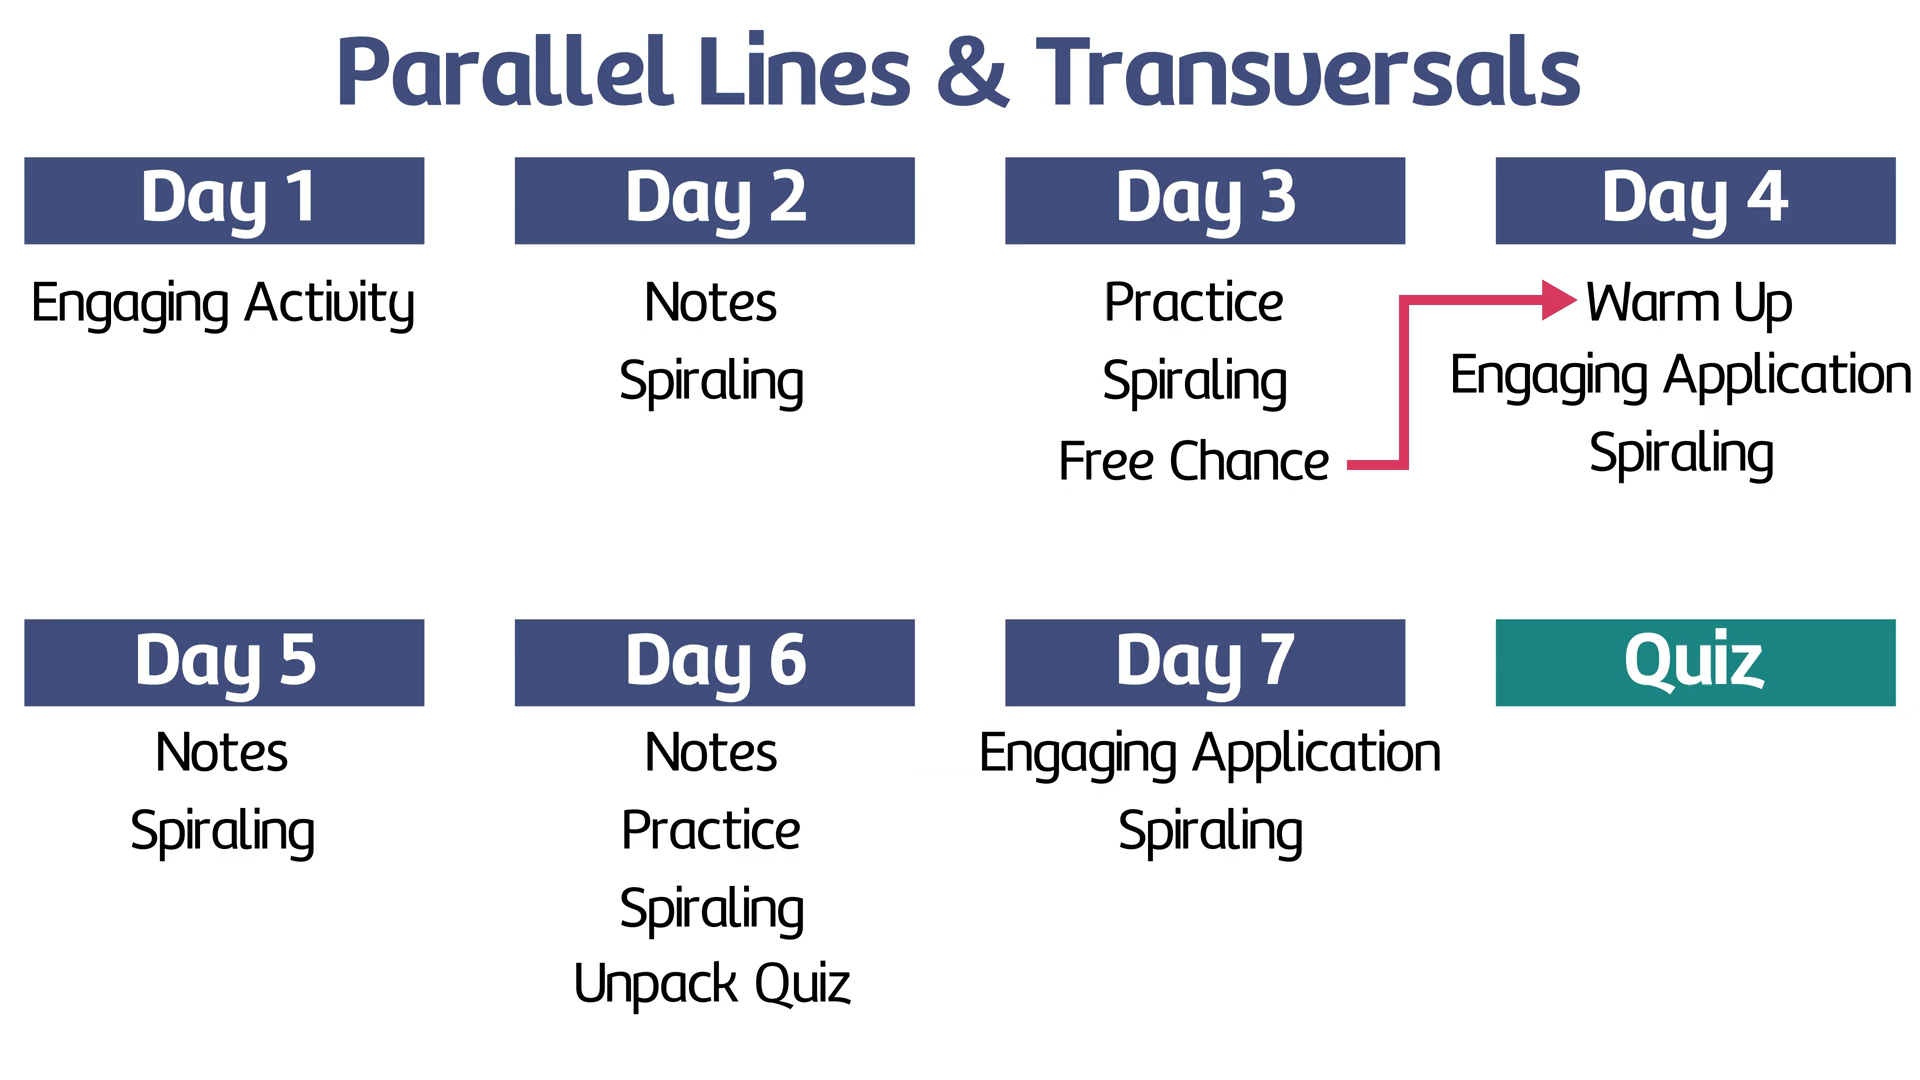 Parallel Lines & Transversals
Day 1
Engaging Activity
Day 2
Notes
Spiraling
Day 3
Practice
Spiraling
Free Chance
Day 4
Warm Up
Engaging Application
Spiraling
Day 5
Notes
Spiraling
Day 6
Notes
Practice
Spiraling
Unpack Quiz
Day 7
Engaging Application
Spiraling
Quiz